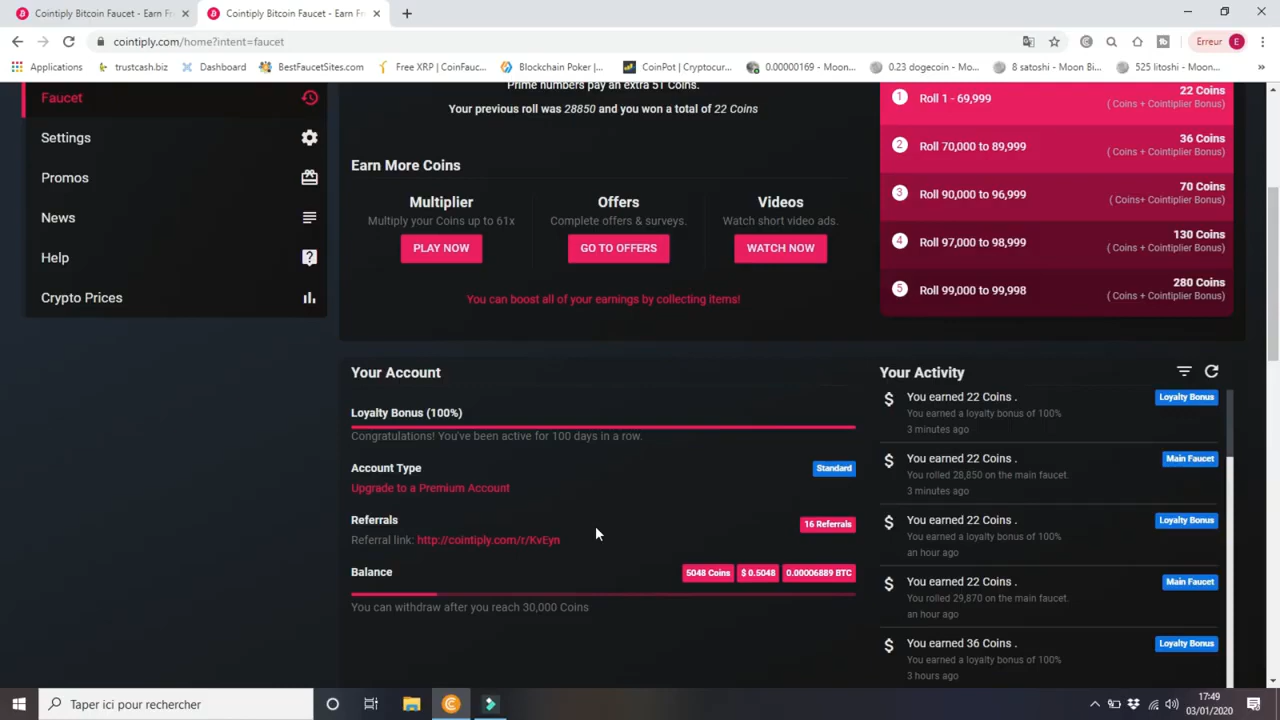 Cointiply Bitcoin Faucet - Earn Fr
Cointiply Bitcoin Faucet - Earn Fr
cointiply.com/home?intent=faucet
Erreur
E
Applications
trustcash.biz
Dashboard
BestFaucetSites.com
Free XRP | CoinFauc...
Blockchain Poker |...
CoinPot | Cryptocur...
0.00000169 - Moon...
0.23 dogecoin - Mo...
8 satoshi - Moon Bi...
525 litoshi - Moon...
Faucet
Settings
Promos
News
Help
Crypto Prices
Prime numbers pay an extra 51 Coins.
Your previous roll was 28850 and you won a total of 22 Coins
Earn More Coins
Multiplier
Multiply your Coins up to 61x
PLAY NOW
Offers
Complete offers & surveys.
GO TO OFFERS
Videos
Watch short video ads.
WATCH NOW
You can boost all of your earnings by collecting items!
1 Roll 1 - 69,999 22 Coins
( Coins + Cointiplier Bonus)
2 Roll 70,000 to 89,999 36 Coins
( Coins + Cointiplier Bonus)
3 Roll 90,000 to 96,999 70 Coins
( Coins+ Cointiplier Bonus)
4 Roll 97,000 to 98,999 130 Coins
( Coins + Cointiplier Bonus)
5 Roll 99,000 to 99,998 280 Coins
( Coins + Cointiplier Bonus)
Your Account
Loyalty Bonus (100%)
Congratulations! You've been active for 100 days in a row.
Account Type Standard
Upgrade to a Premium Account
Referrals 16 Referrals
Referral link: http://cointiply.com/r/KvEyn
Balance 5048 Coins $ 0.5048 0.00006889 BTC
You can withdraw after you reach 30,000 Coins
Your Activity
You earned 22 Coins . Loyalty Bonus
You earned a loyalty bonus of 100%
3 minutes ago
You earned 22 Coins . Main Faucet
You rolled 28,850 on the main faucet.
3 minutes ago
You earned 22 Coins . Loyalty Bonus
You earned a loyalty bonus of 100%
an hour ago
You earned 22 Coins . Main Faucet
You rolled 29,870 on the main faucet.
an hour ago
You earned 36 Coins . Loyalty Bonus
You earned a loyalty bonus of 100%
3 hours ago
Taper ici pour rechercher
17:49
03/01/2020